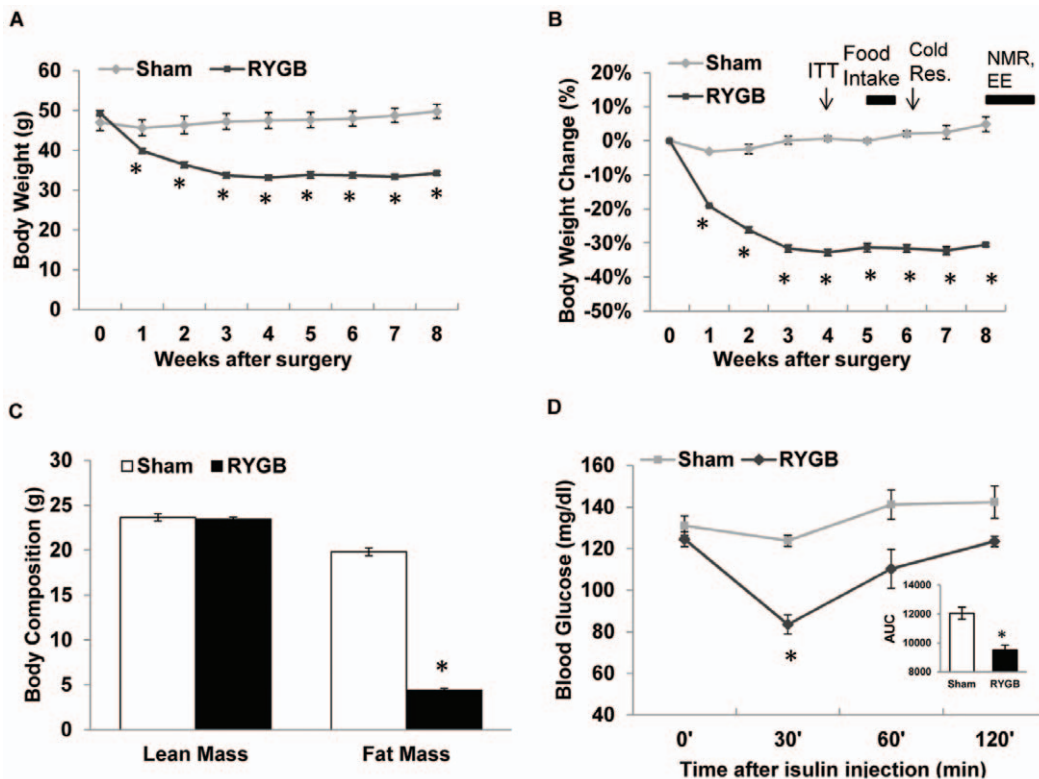 A
Sham RYGB
60
50
40
30
20
10
0
Body Weight (g)
* * * * * * * *
0 1 2 3 4 5 6 7 8
Weeks after surgery
B
Sham
RYGB
ITT
Food
Intake
Cold
Res.
NMR,
EE
20%
10%
0%
-10%
-20%
-30%
-40%
-50%
Body Weight Change (%)
* * * * * * * *
0 1 2 3 4 5 6 7 8
Weeks after surgery
C
Sham RYGB
30
25
20
15
10
5
0
Body Composition (g)
*
Lean Mass Fat Mass
D
Sham RYGB
160
140
120
100
80
60
40
Blood Glucose (mg/dl)
*
14000
12000
10000
8000
AUC
*
Sham RYGB
0' 30' 60' 120'
Time after isulin injection (min)